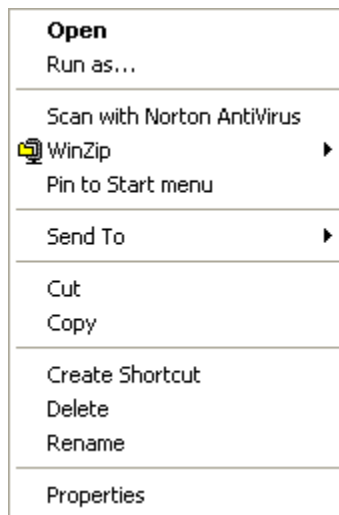 Open
Run as...
Scan with Norton AntiVirus
WinZip
Pin to Start menu
Send To
Cut
Copy
Create Shortcut
Delete
Rename
Properties